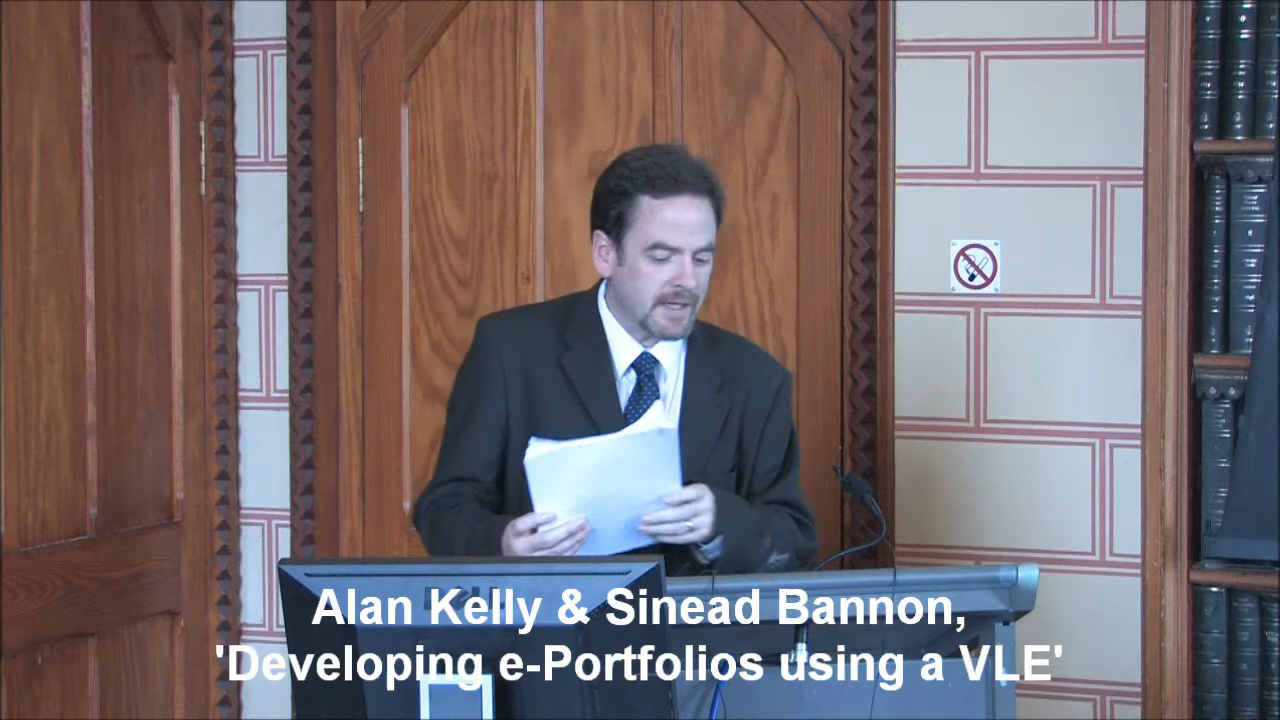 Alan Kelly & Sinead Bannon,
'Developing e-Portfolios using a VLE'